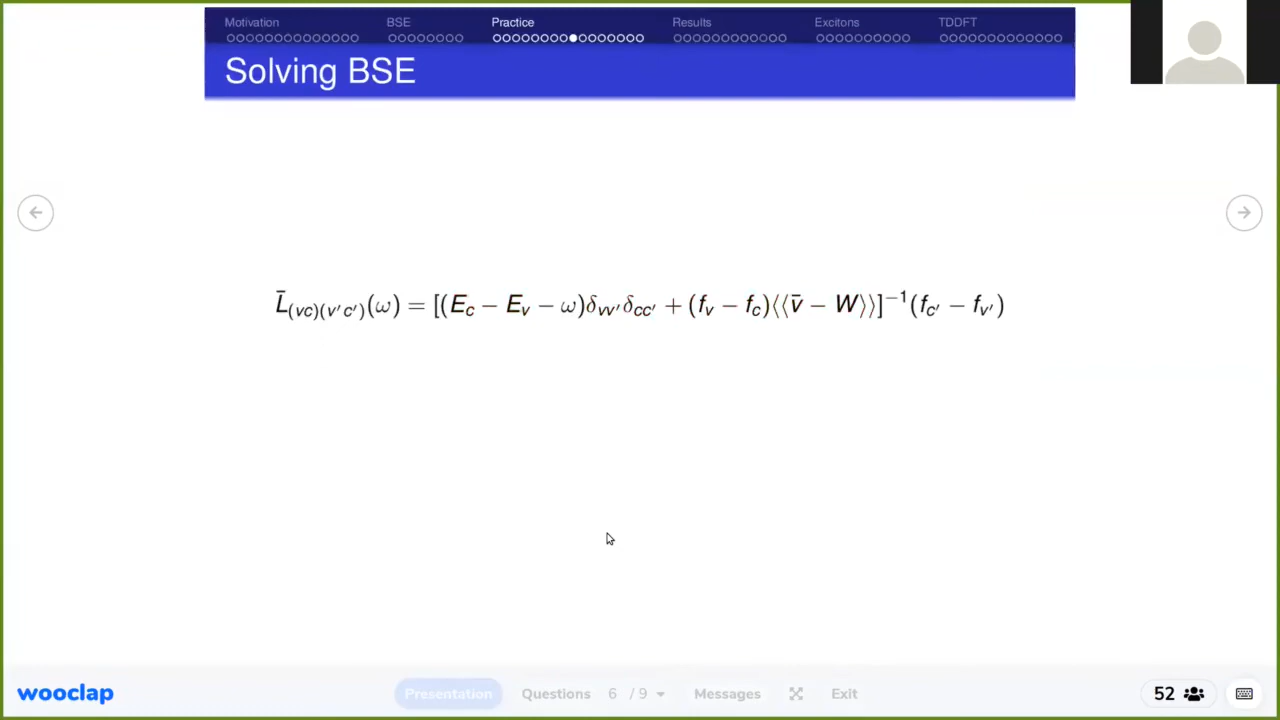 Motivation BSE Practice Results Excitons TDDFT
Solving BSE
L̄₍vc₎₍v′c′₎(ω) = [(E_c − E_v − ω)δ_vv′δ_cc′ + (f_v − f_c)⟨⟨v̄ − W⟩⟩]⁻¹(f_c′ − f_v′)
wooclap Presentation Questions 6 / 9 Messages Exit 52